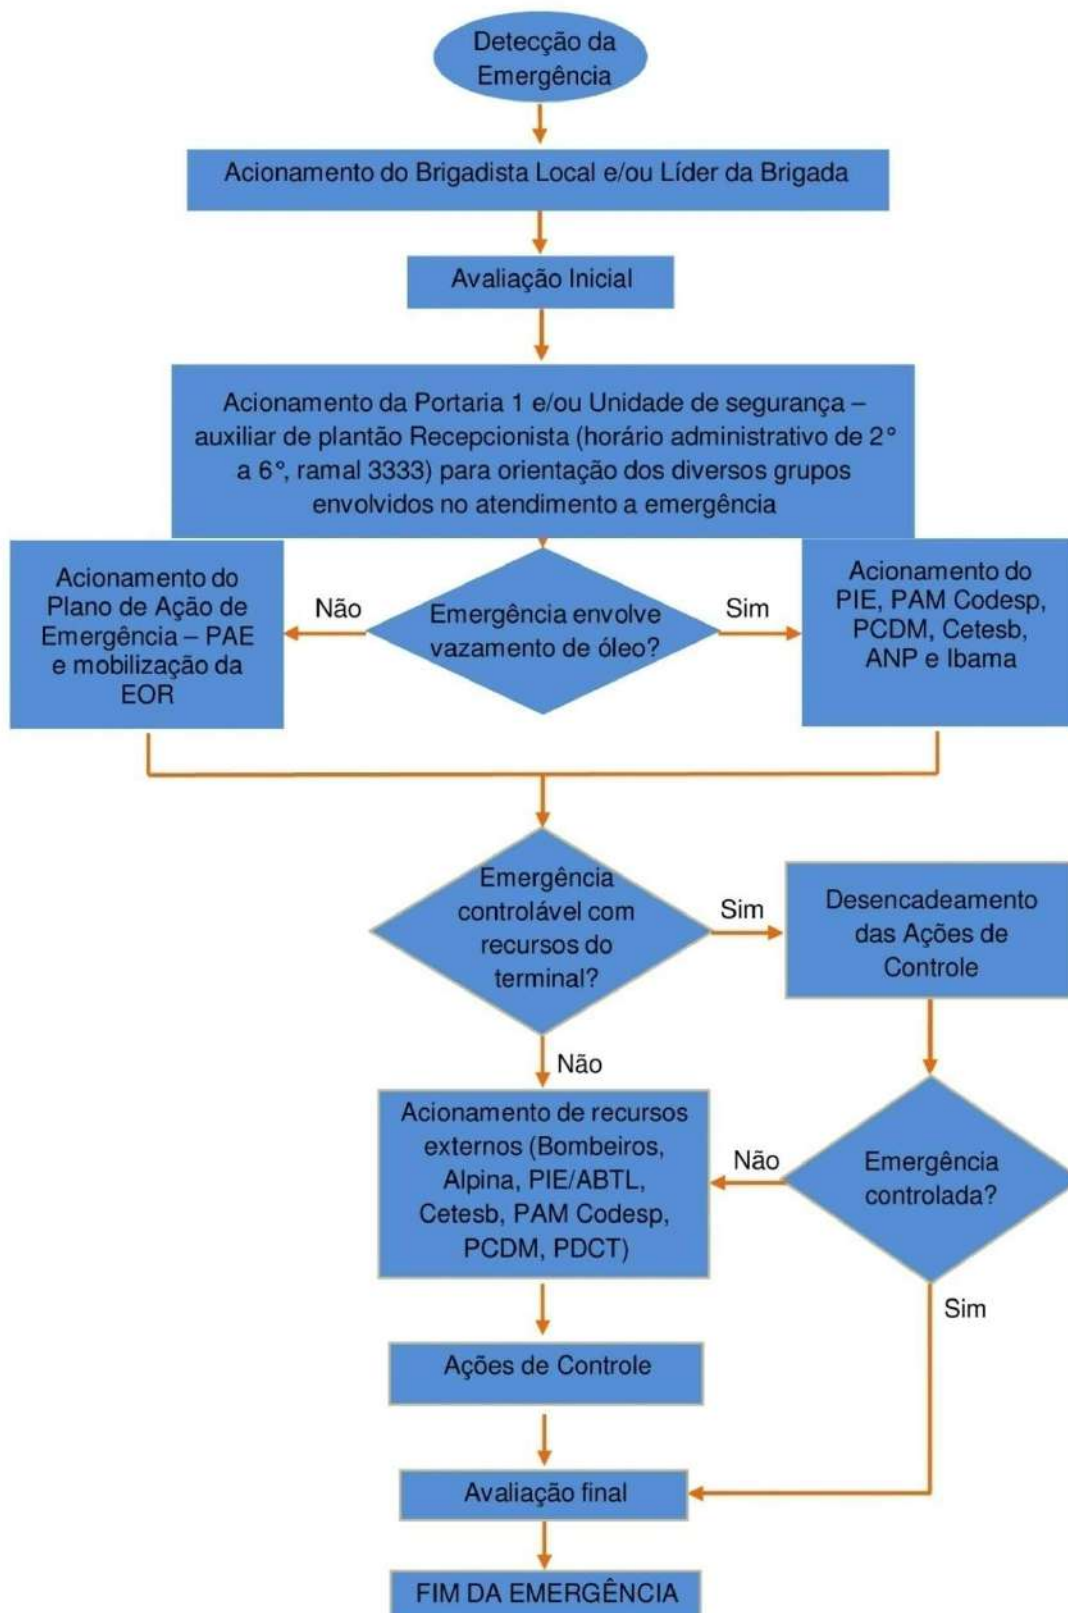 Detecção da
Emergência
Acionamento do Brigadista Local e/ou Líder da Brigada
Avaliação Inicial
Acionamento da Portaria 1 e/ou Unidade de segurança –
auxiliar de plantão Recepcionista (horário administrativo de 2°
a 6°, ramal 3333) para orientação dos diversos grupos
envolvidos no atendimento a emergência
Acionamento do
Plano de Ação de
Emergência – PAE
e mobilização da
EOR
Não
Emergência envolve
vazamento de óleo?
Sim
Acionamento do
PIE, PAM Codesp,
PCDM, Cetesb,
ANP e Ibama
Emergência
controlável com
recursos do
terminal?
Sim
Desencadeamento
das Ações de
Controle
Não
Acionamento de recursos
externos (Bombeiros,
Alpina, PIE/ABTL,
Cetesb, PAM Codesp,
PCDM, PDCT)
Não
Emergência
controlada?
Sim
Ações de Controle
Avaliação final
FIM DA EMERGÊNCIA